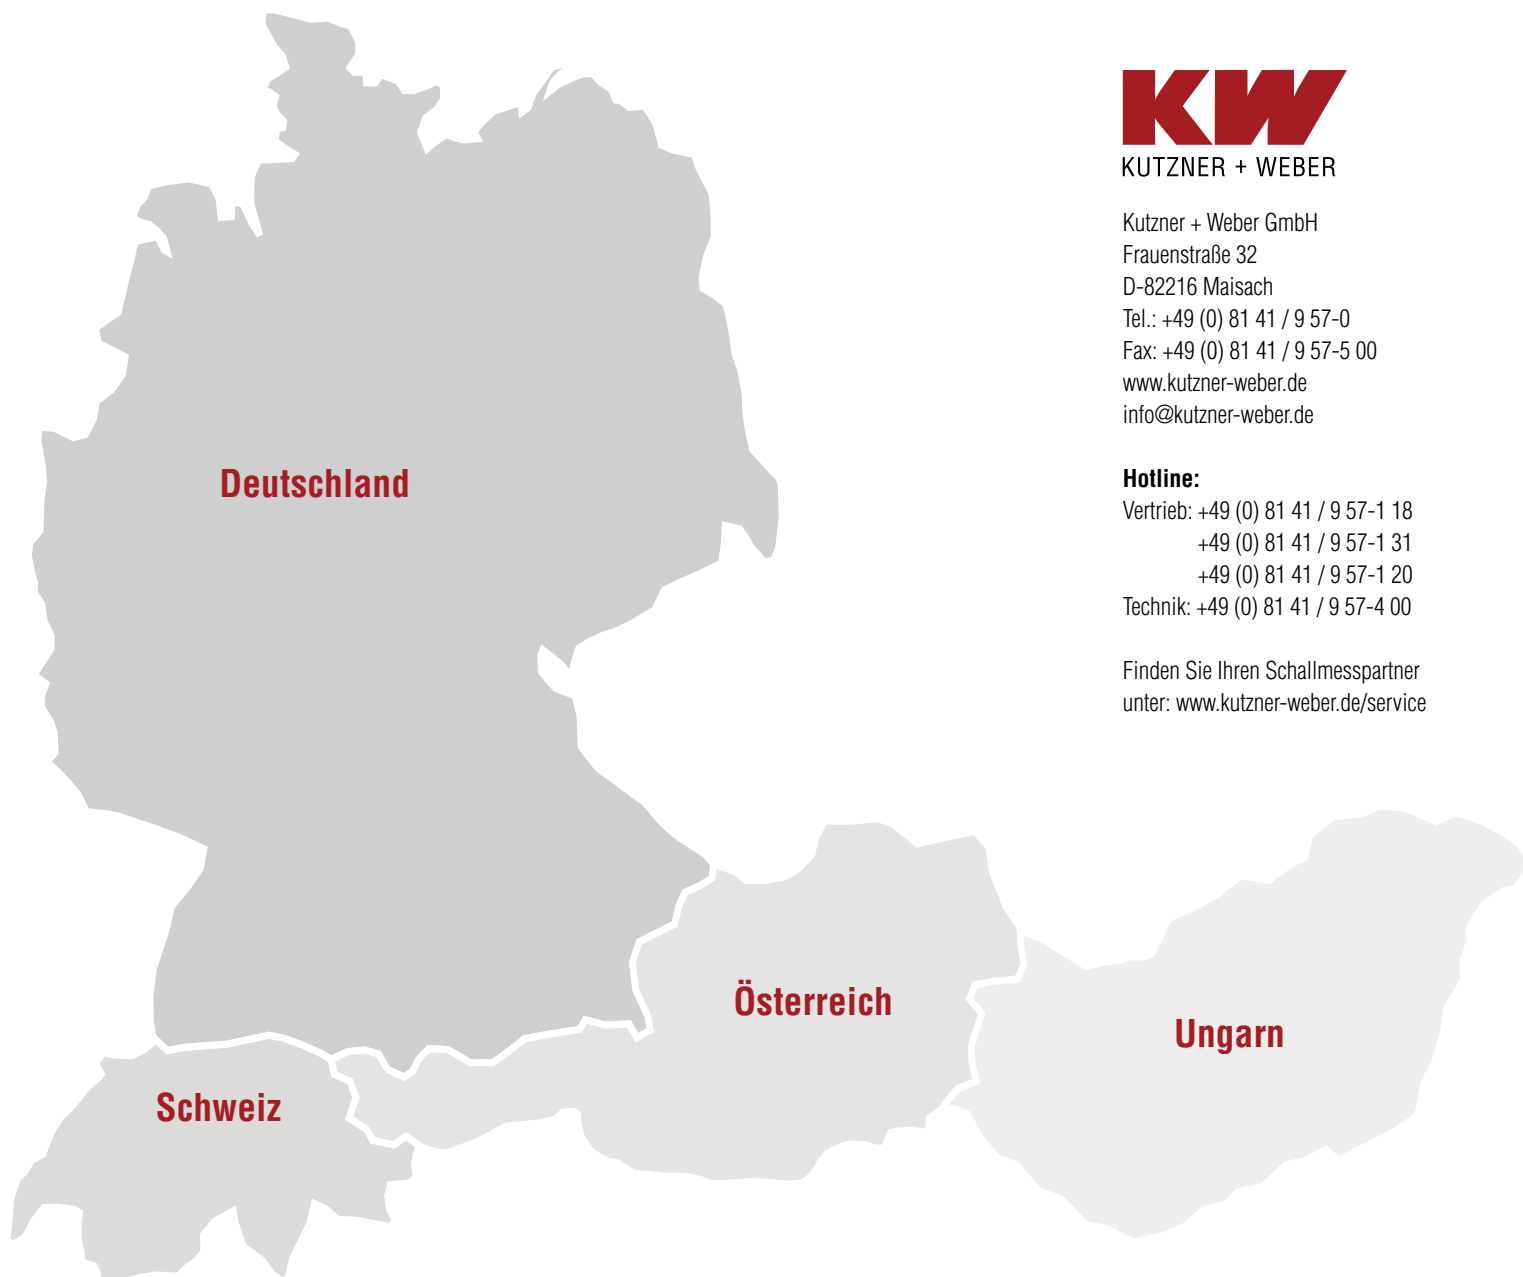 KW
KUTZNER + WEBER
Kutzner + Weber GmbH
Frauenstraße 32
D-82216 Maisach
Tel.: +49 (0) 81 41 / 9 57-0
Fax: +49 (0) 81 41 / 9 57-5 00
www.kutzner-weber.de
info@kutzner-weber.de
Hotline:
Vertrieb: +49 (0) 81 41 / 9 57-1 18
+49 (0) 81 41 / 9 57-1 31
+49 (0) 81 41 / 9 57-1 20
Technik: +49 (0) 81 41 / 9 57-4 00
Finden Sie Ihren Schallmesspartner
unter: www.kutzner-weber.de/service
Deutschland
Österreich
Ungarn
Schweiz